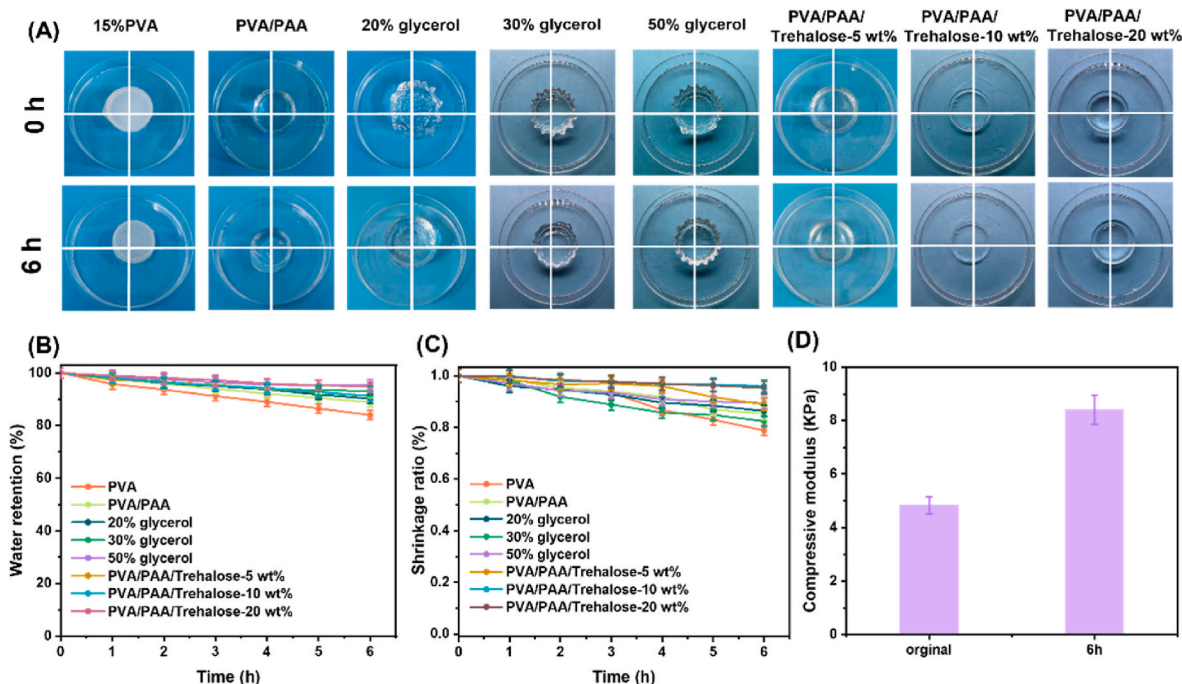 (A)
15%PVA
PVA/PAA
20% glycerol
30% glycerol
50% glycerol
PVA/PAA/
Trehalose-5 wt%
PVA/PAA/
Trehalose-10 wt%
PVA/PAA/
Trehalose-20 wt%
0 h
6 h
(B)
Water retention (%)
100
80
60
40
20
0
PVA
PVA/PAA
20% glycerol
30% glycerol
50% glycerol
PVA/PAA/Trehalose-5 wt%
PVA/PAA/Trehalose-10 wt%
PVA/PAA/Trehalose-20 wt%
0 1 2 3 4 5 6
Time (h)
(C)
Shrinkage ratio (%)
1.0
0.8
0.6
0.4
0.2
0.0
PVA
PVA/PAA
20% glycerol
30% glycerol
50% glycerol
PVA/PAA/Trehalose-5 wt%
PVA/PAA/Trehalose-10 wt%
PVA/PAA/Trehalose-20 wt%
0 1 2 3 4 5 6
Time (h)
(D)
Compressive modulus (KPa)
10
8
6
4
2
0
orginal 6h